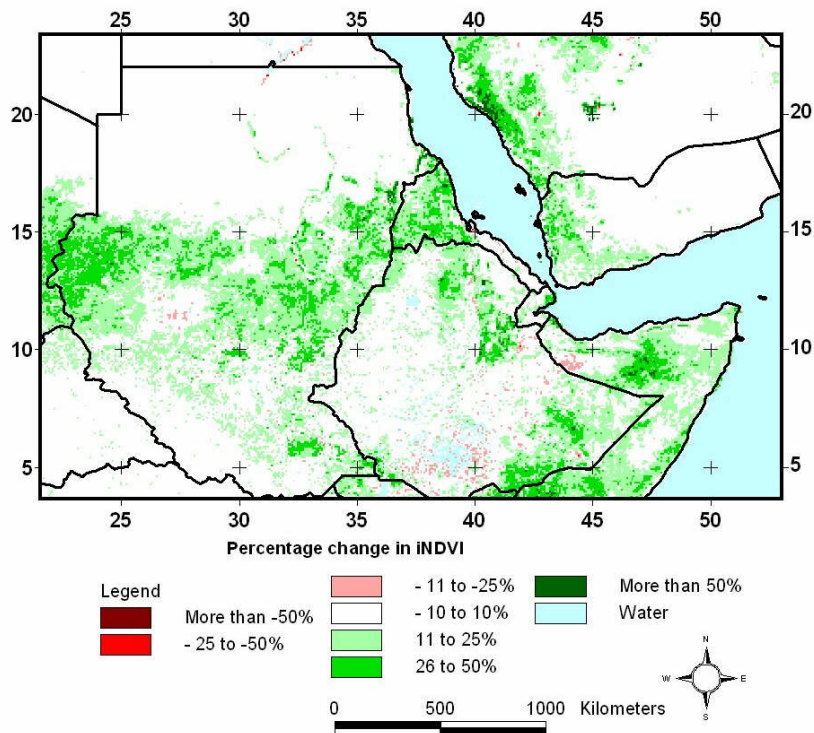 25 30 35 40 45 50
20 20
15 15
10 10
5 5
25 30 35 40 45 50
Percentage change in iNDVI
Legend
More than -50%
- 25 to -50%
- 11 to -25%
- 10 to 10%
11 to 25%
26 to 50%
More than 50%
Water
N
W E
S
0 500 1000 Kilometers